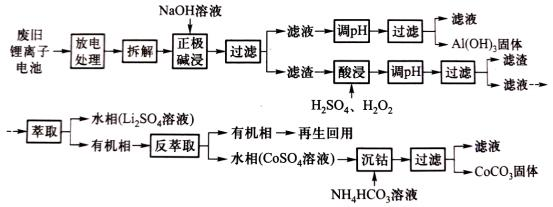 NaOH溶液
废旧
锂离子
电池
放电
处理
拆解
正极
碱浸
过滤
滤液
调pH
过滤
滤液
Al(OH)₃固体
滤渣
酸浸
调pH
过滤
滤渣
滤液
H₂SO₄、H₂O₂
萃取
水相(Li₂SO₄溶液)
有机相
反萃取
有机相
再生回用
水相(CoSO₄溶液)
沉钴
过滤
滤液
CoCO₃固体
NH₄HCO₃溶液